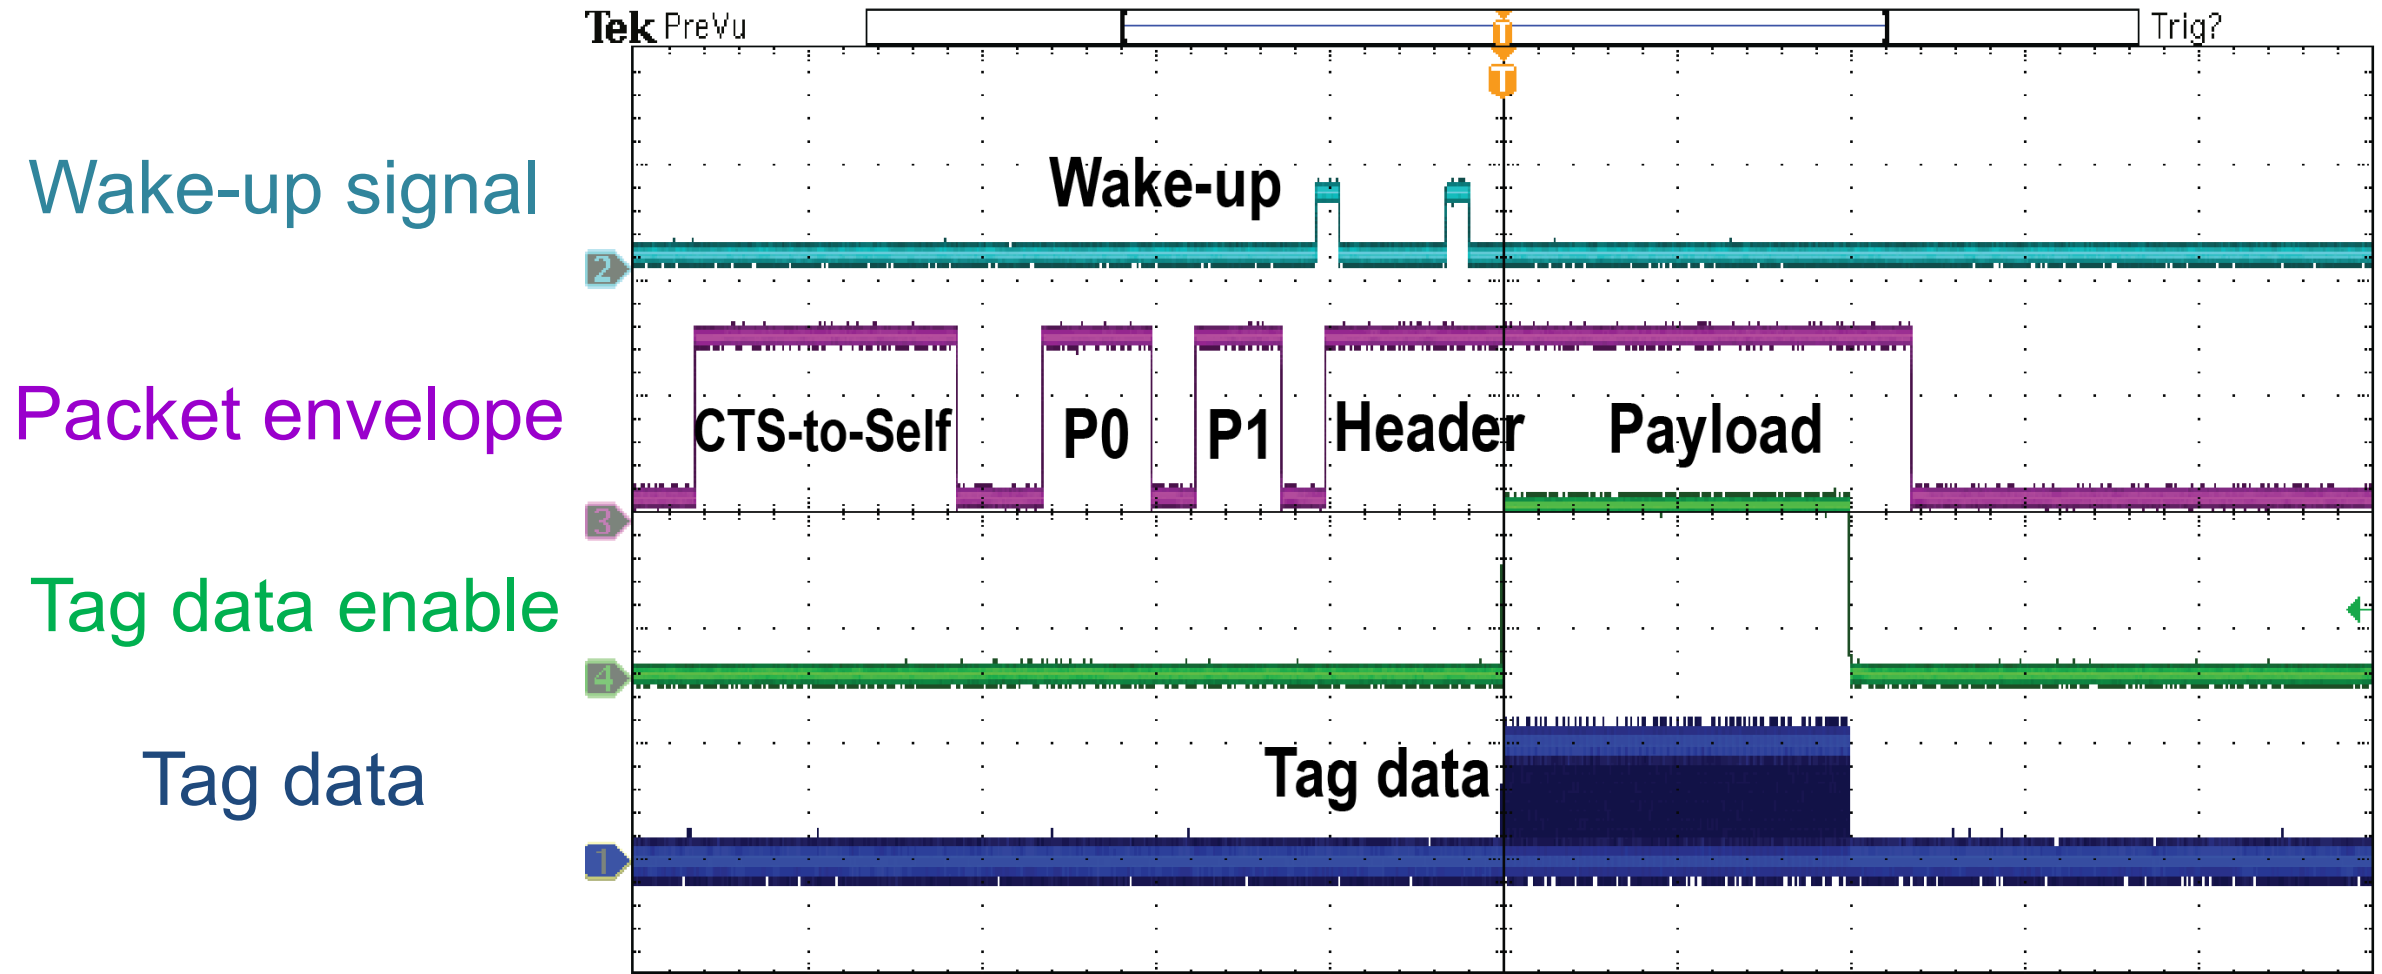 Tek PreVu
T
Trig?
T
Wake-up signal
Wake-up
2
Packet envelope
CTS-to-Self
P0
P1
Header
Payload
3
Tag data enable
4
Tag data
Tag data
1